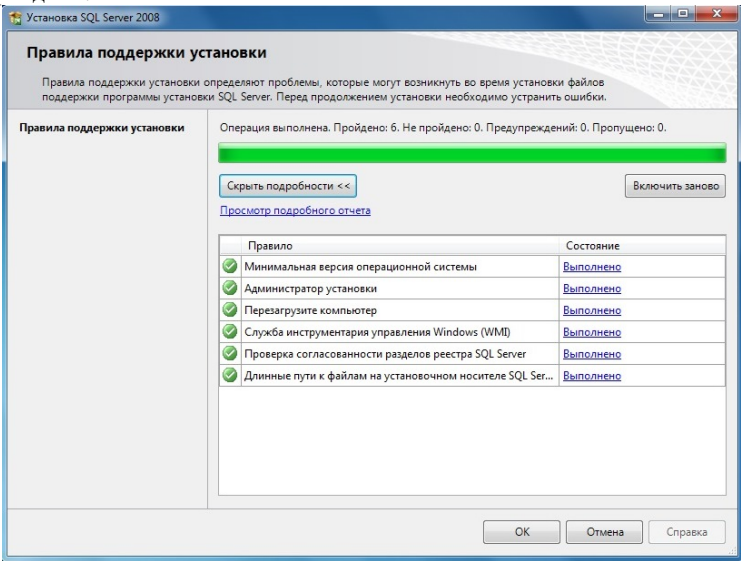 Установка SQL Server 2008
Правила поддержки установки
Правила поддержки установки определяют проблемы, которые могут возникнуть во время установки файлов
поддержки программы установки SQL Server. Перед продолжением установки необходимо устранить ошибки.
Правила поддержки установки
Операция выполнена. Пройдено: 6. Не пройдено: 0. Предупреждений: 0. Пропущено: 0.
Скрыть подробности <<
Включить заново
Просмотр подробного отчета
Правило Состояние
Минимальная версия операционной системы Выполнено
Администратор установки Выполнено
Перезагрузите компьютер Выполнено
Служба инструментария управления Windows (WMI) Выполнено
Проверка согласованности разделов реестра SQL Server Выполнено
Длинные пути к файлам на установочном носителе SQL Ser... Выполнено
OK Отмена Справка